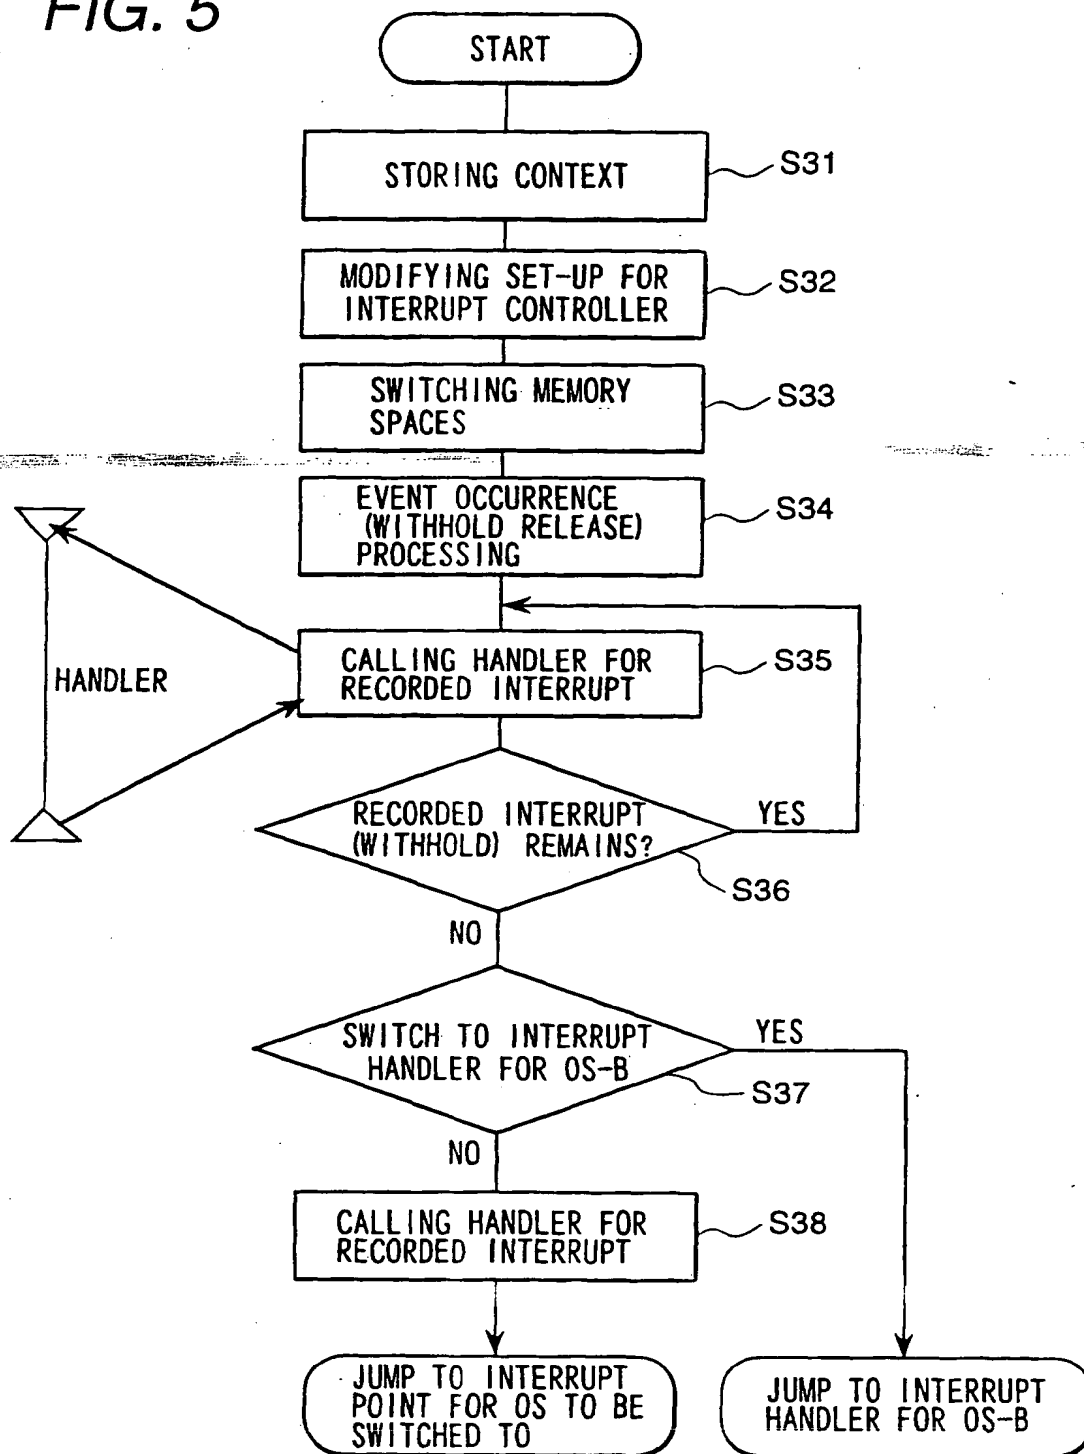 FIG. 5
START
STORING CONTEXT
S31
MODIFYING SET-UP FOR
INTERRUPT CONTROLLER
S32
SWITCHING MEMORY
SPACES
S33
EVENT OCCURRENCE
(WITHHOLD RELEASE)
PROCESSING
S34
HANDLER
CALLING HANDLER FOR
RECORDED INTERRUPT
S35
RECORDED INTERRUPT
(WITHHOLD) REMAINS?
YES
S36
NO
SWITCH TO INTERRUPT
HANDLER FOR OS-B
YES
S37
NO
CALLING HANDLER FOR
RECORDED INTERRUPT
S38
JUMP TO INTERRUPT
POINT FOR OS TO BE
SWITCHED TO
JUMP TO INTERRUPT
HANDLER FOR OS-B